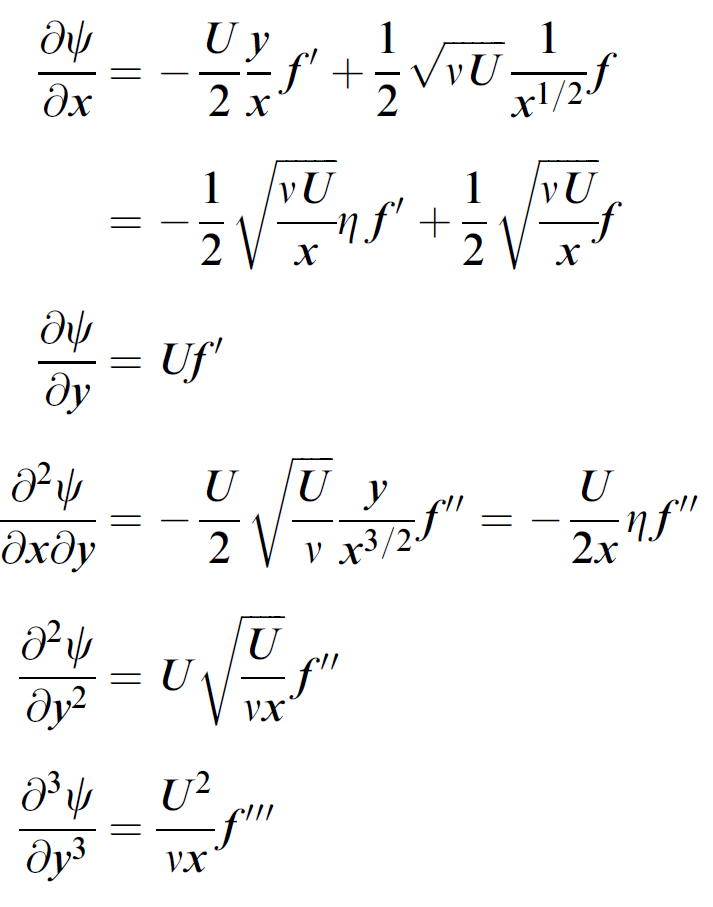 ∂ψ/∂x = −(U/2)(y/x) f′ + (1/2)√(νU) (1/x^{1/2}) f
= −(1/2)√(νU/x) η f′ + (1/2)√(νU/x) f
∂ψ/∂y = Uf′
∂²ψ/∂x∂y = −(U/2)√(U/ν) (y/x^{3/2}) f″ = −(U/2x) η f″
∂²ψ/∂y² = U√(U/νx) f″
∂³ψ/∂y³ = (U²/νx) f‴